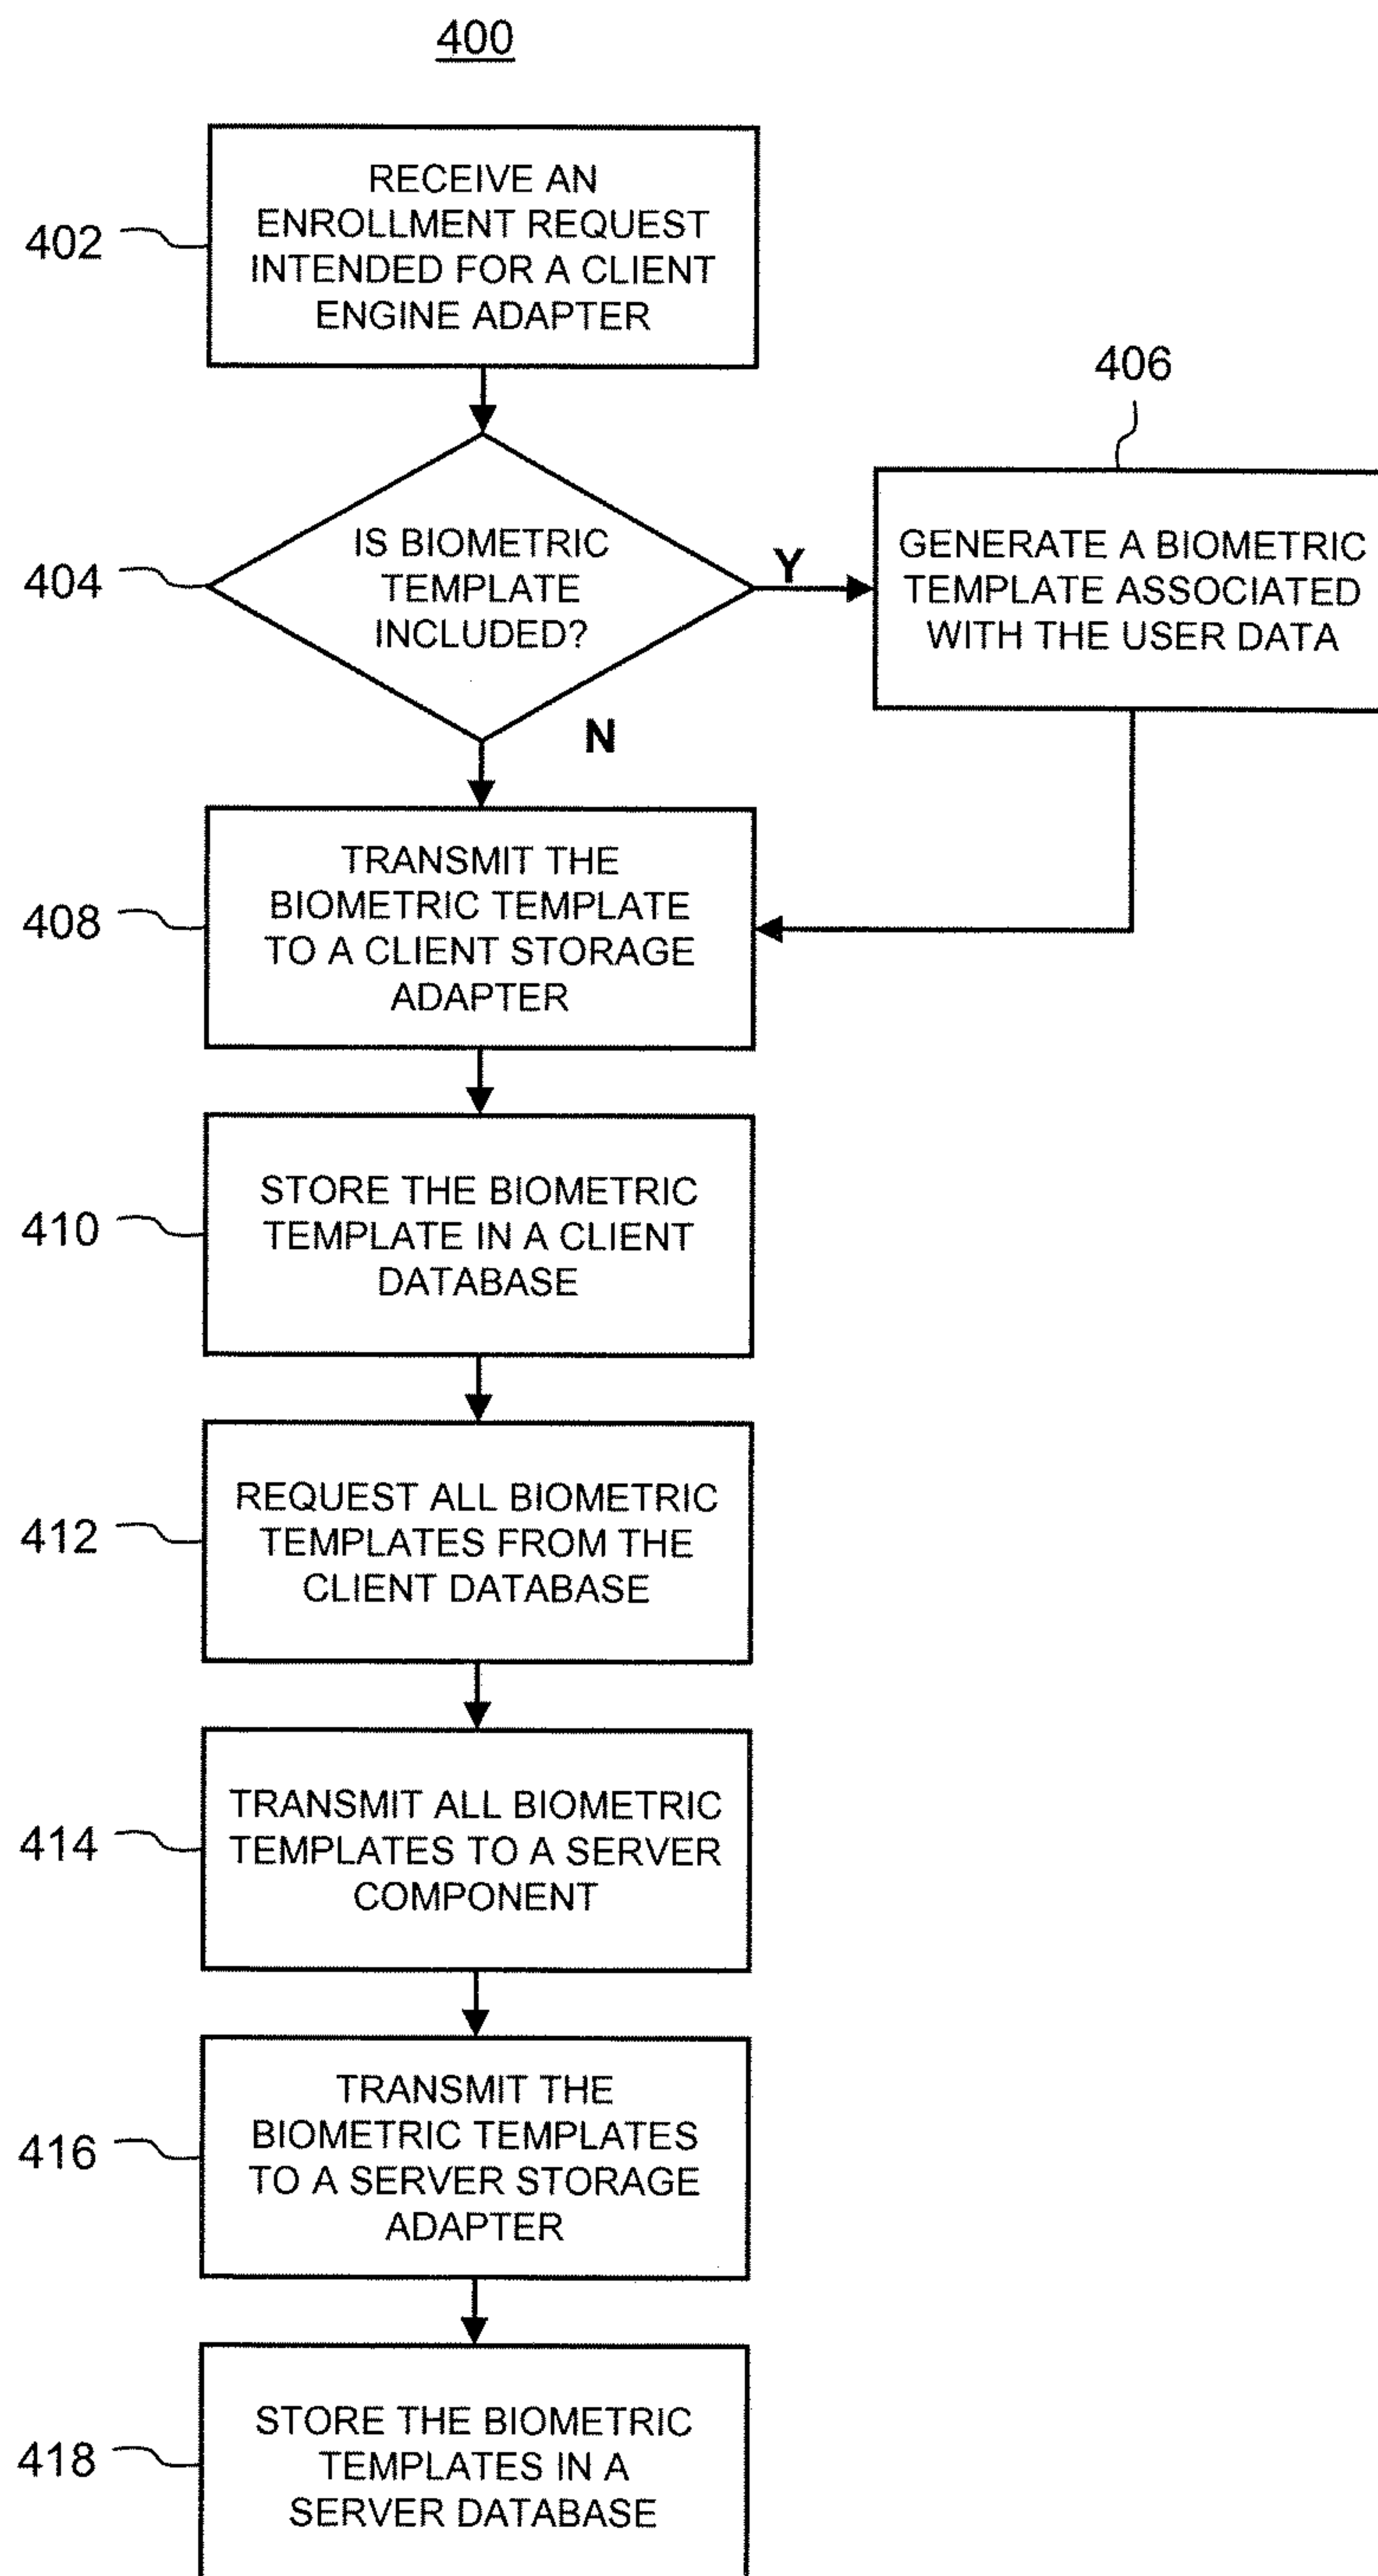 400
402
RECEIVE AN
ENROLLMENT REQUEST
INTENDED FOR A CLIENT
ENGINE ADAPTER
404
IS BIOMETRIC
TEMPLATE
INCLUDED?
Y
N
406
GENERATE A BIOMETRIC
TEMPLATE ASSOCIATED
WITH THE USER DATA
408
TRANSMIT THE
BIOMETRIC TEMPLATE
TO A CLIENT STORAGE
ADAPTER
410
STORE THE BIOMETRIC
TEMPLATE IN A CLIENT
DATABASE
412
REQUEST ALL BIOMETRIC
TEMPLATES FROM THE
CLIENT DATABASE
414
TRANSMIT ALL BIOMETRIC
TEMPLATES TO A SERVER
COMPONENT
416
TRANSMIT THE
BIOMETRIC TEMPLATES
TO A SERVER STORAGE
ADAPTER
418
STORE THE BIOMETRIC
TEMPLATES IN A
SERVER DATABASE